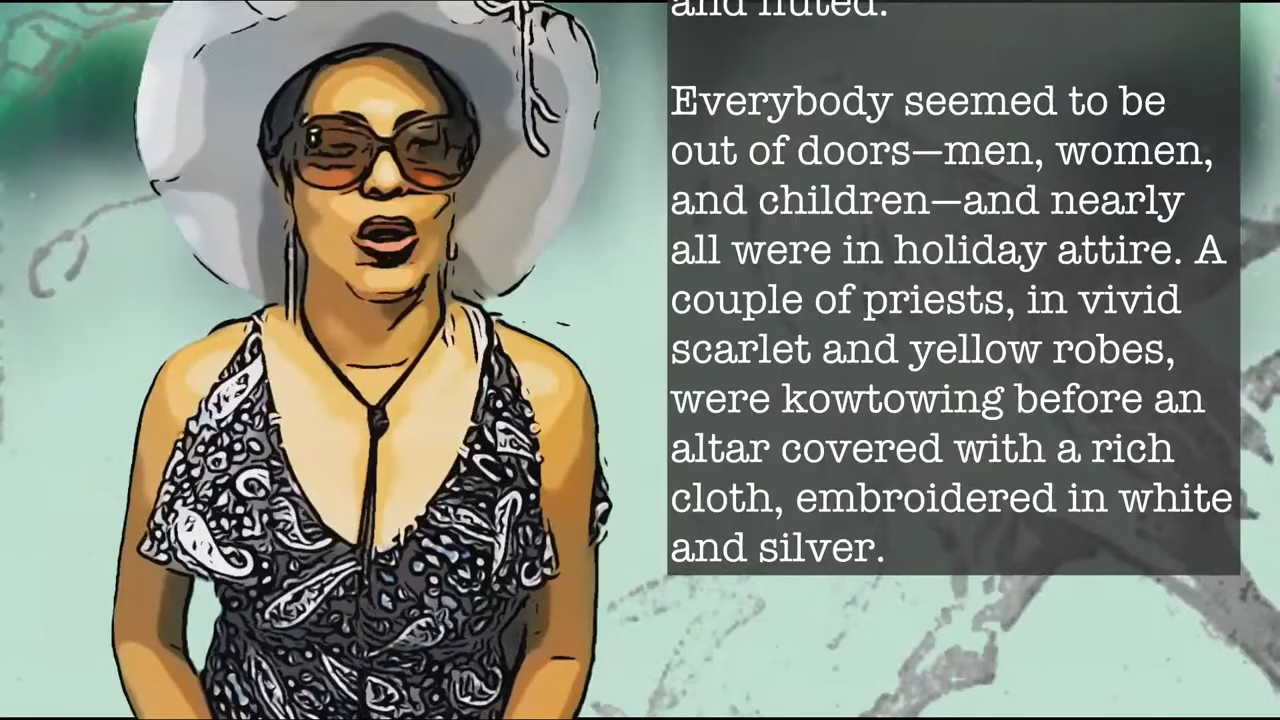 and fluted.
Everybody seemed to be
out of doors—men, women,
and children—and nearly
all were in holiday attire. A
couple of priests, in vivid
scarlet and yellow robes,
were kowtowing before an
altar covered with a rich
cloth, embroidered in white
and silver.